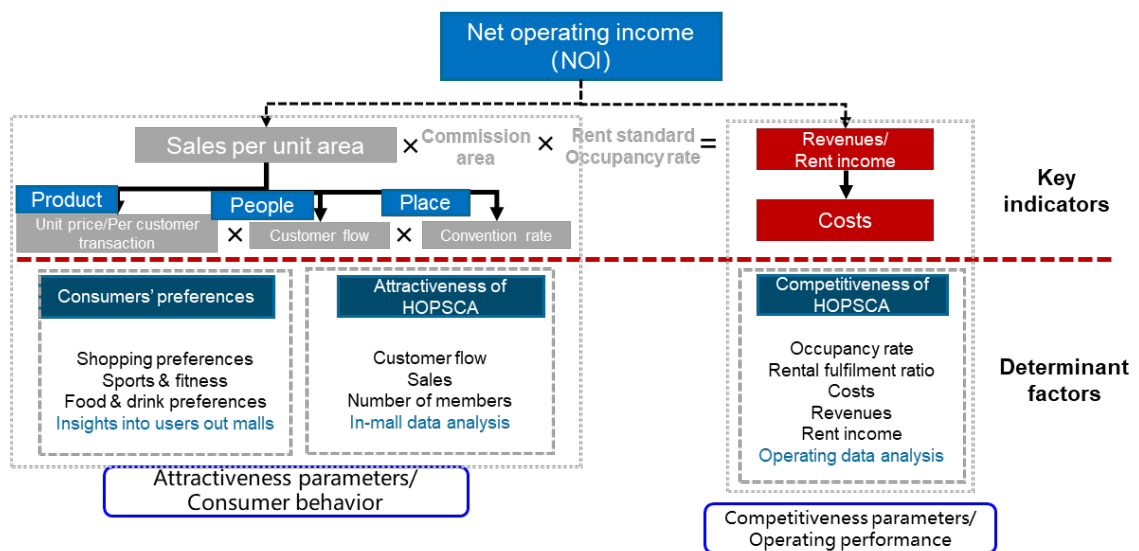 Net operating income
(NOI)
Sales per unit area
×
Commission
area
×
Rent standard
Occupancy rate
=
Revenues/
Rent income
Costs
Key
indicators
Product
Unit price/Per customer
transaction
×
People
Customer flow
×
Place
Convention rate
Consumers’ preferences
Shopping preferences
Sports & fitness
Food & drink preferences
Insights into users out malls
Attractiveness of
HOPSCA
Customer flow
Sales
Number of members
In-mall data analysis
Competitiveness of
HOPSCA
Occupancy rate
Rental fulfilment ratio
Costs
Revenues
Rent income
Operating data analysis
Determinant
factors
Attractiveness parameters/
Consumer behavior
Competitiveness parameters/
Operating performance